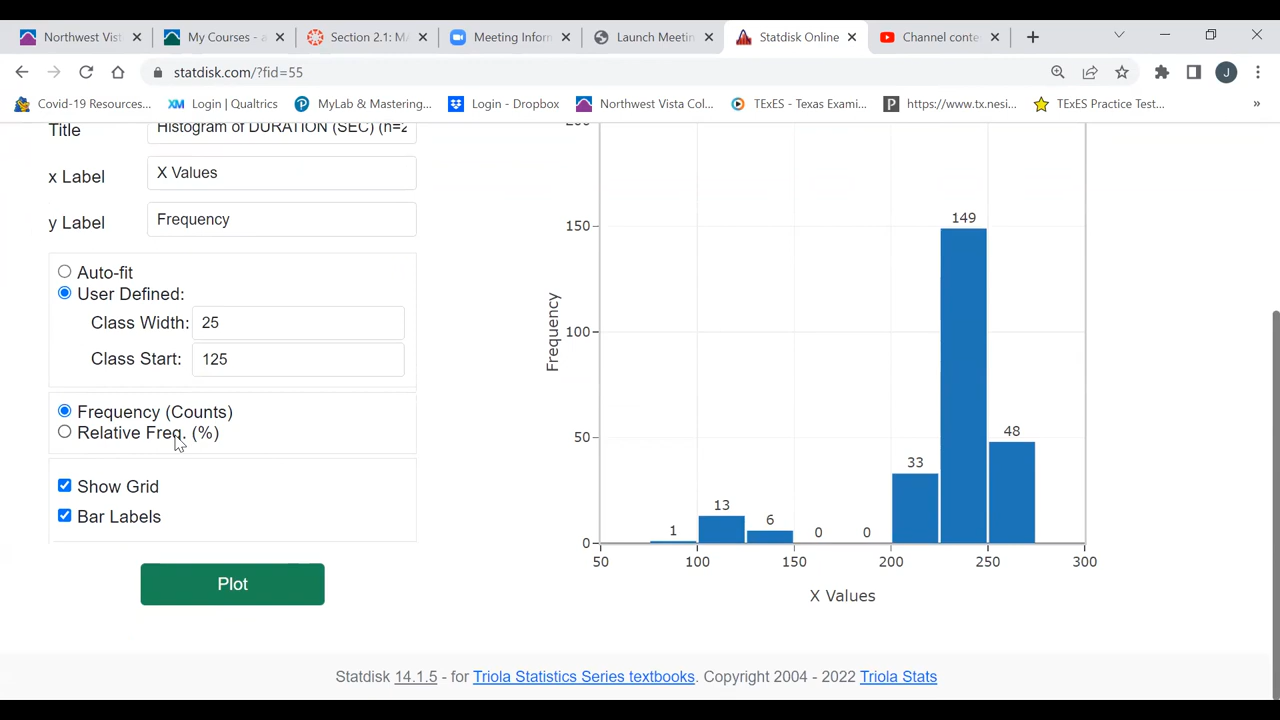 Northwest Vist
My Courses - a
Section 2.1: MA
Meeting Inform
Launch Meetin
Statdisk Online
Channel conte
statdisk.com/?fid=55
J
Covid-19 Resources...
XM Login | Qualtrics
MyLab & Mastering...
Login - Dropbox
Northwest Vista Col...
TExES - Texas Exami...
https://www.tx.nesi...
TExES Practice Test...
Title
Histogram of DURATION (SEC) (n=2
x Label
X Values
y Label
Frequency
Auto-fit
User Defined:
Class Width: 25
Class Start: 125
Frequency (Counts)
Relative Freq. (%)
Show Grid
Bar Labels
Plot
200
150
100
50
0
Frequency
1
13
6
0
0
33
149
48
50
100
150
200
250
300
X Values
Statdisk 14.1.5 - for Triola Statistics Series textbooks. Copyright 2004 - 2022 Triola Stats